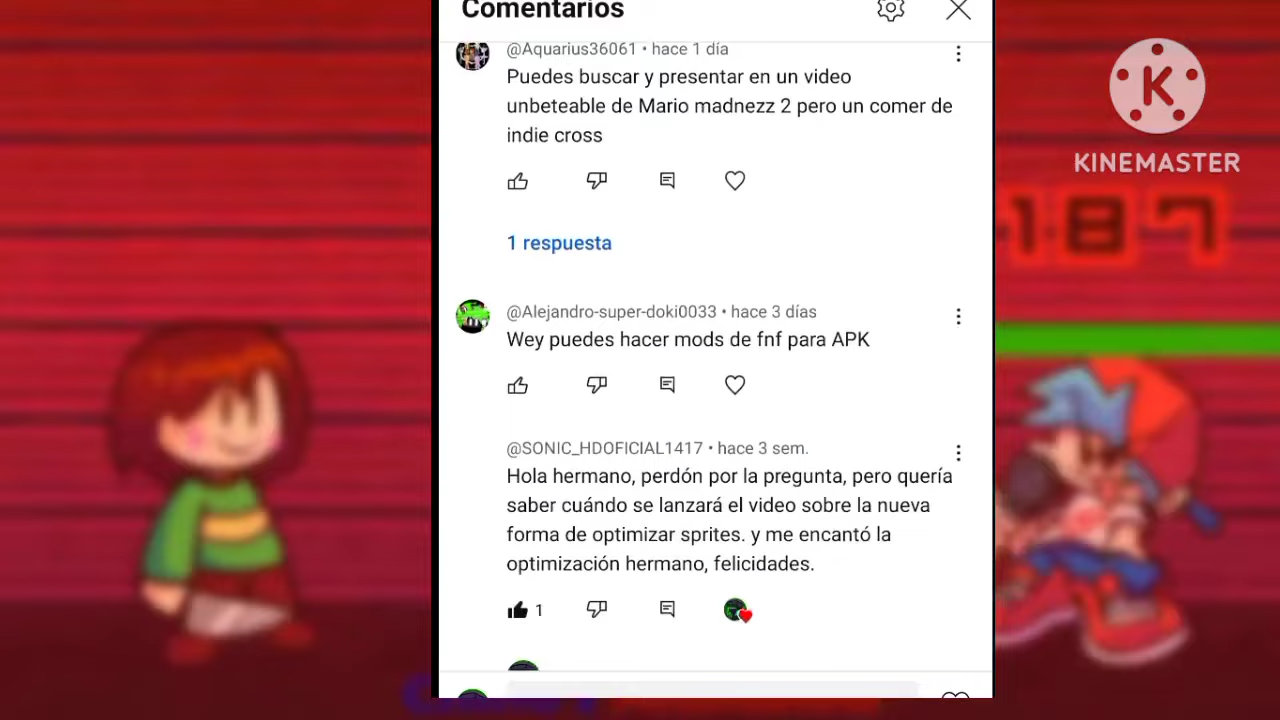 Comentarios
@Aquarius36061 • hace 1 día
Puedes buscar y presentar en un video
unbeteable de Mario madnezz 2 pero un comer de
indie cross
1 respuesta
@Alejandro-super-doki0033 • hace 3 días
Wey puedes hacer mods de fnf para APK
@SONIC_HDOFICIAL1417 • hace 3 sem.
Hola hermano, perdón por la pregunta, pero quería
saber cuándo se lanzará el video sobre la nueva
forma de optimizar sprites. y me encantó la
optimización hermano, felicidades.
1
K
KINEMASTER
187